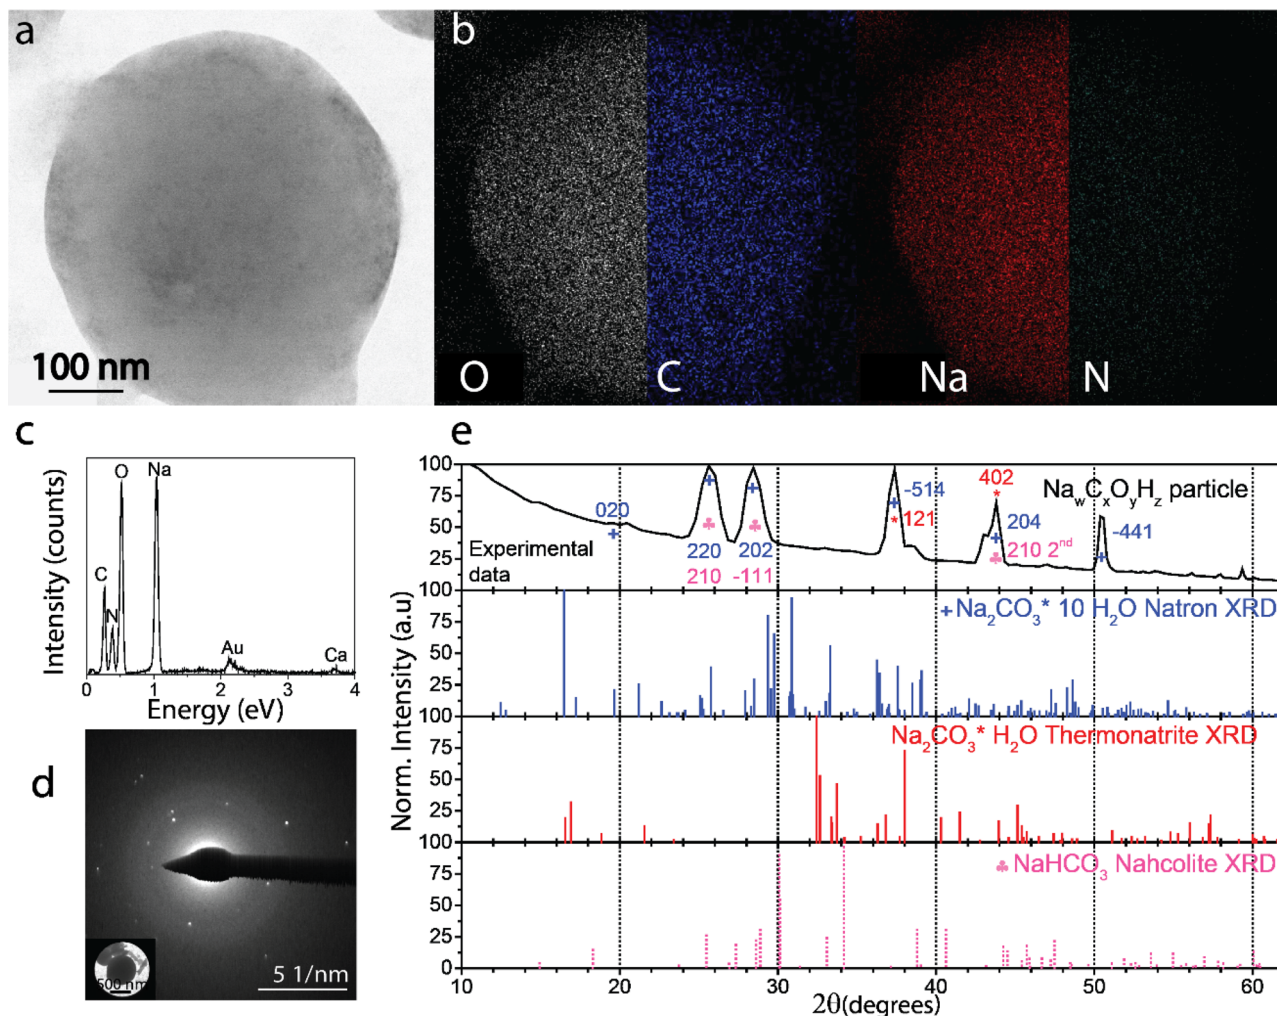 a
100 nm
b
O
C
Na
N
c
Intensity (counts)
C
N
O
Na
Au
Ca
0
1
2
3
4
Energy (eV)
d
500 nm
5 1/nm
e
Norm. Intensity (a.u)
100
75
50
25
100
Experimental
data
020
+
+
♣
220
210
+
♣
202
-111
-514
+
* 121
402
*
204
+
♣ 210 2nd
-441
+
NawCxOyHz particle
+Na2CO3* 10 H2O Natron XRD
75
50
25
100
Na2CO3* H2O Thermonatrite XRD
75
50
25
100
♣ NaHCO3 Nahcolite XRD
75
50
25
0
10
20
30
40
50
60
2θ(degrees)